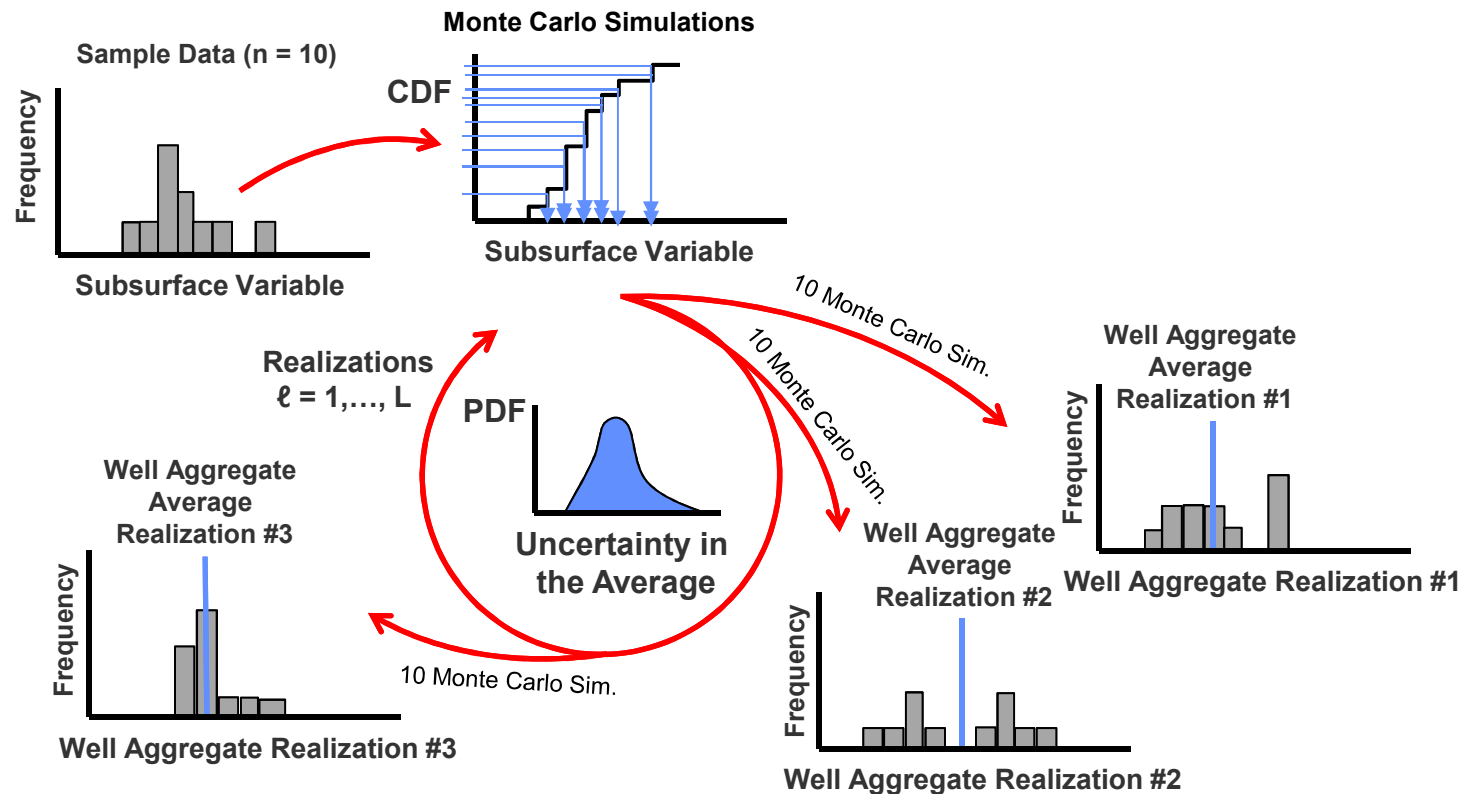 Monte Carlo Simulations
Sample Data (n = 10)
Frequency
Subsurface Variable
CDF
Subsurface Variable
10 Monte Carlo Sim.
10 Monte Carlo Sim.
Realizations
ℓ = 1,…, L
PDF
Uncertainty in
the Average
Well Aggregate
Average
Realization #1
Frequency
Well Aggregate Realization #1
Well Aggregate
Average
Realization #2
Frequency
Well Aggregate Realization #2
Well Aggregate
Average
Realization #3
Frequency
10 Monte Carlo Sim.
Well Aggregate Realization #3